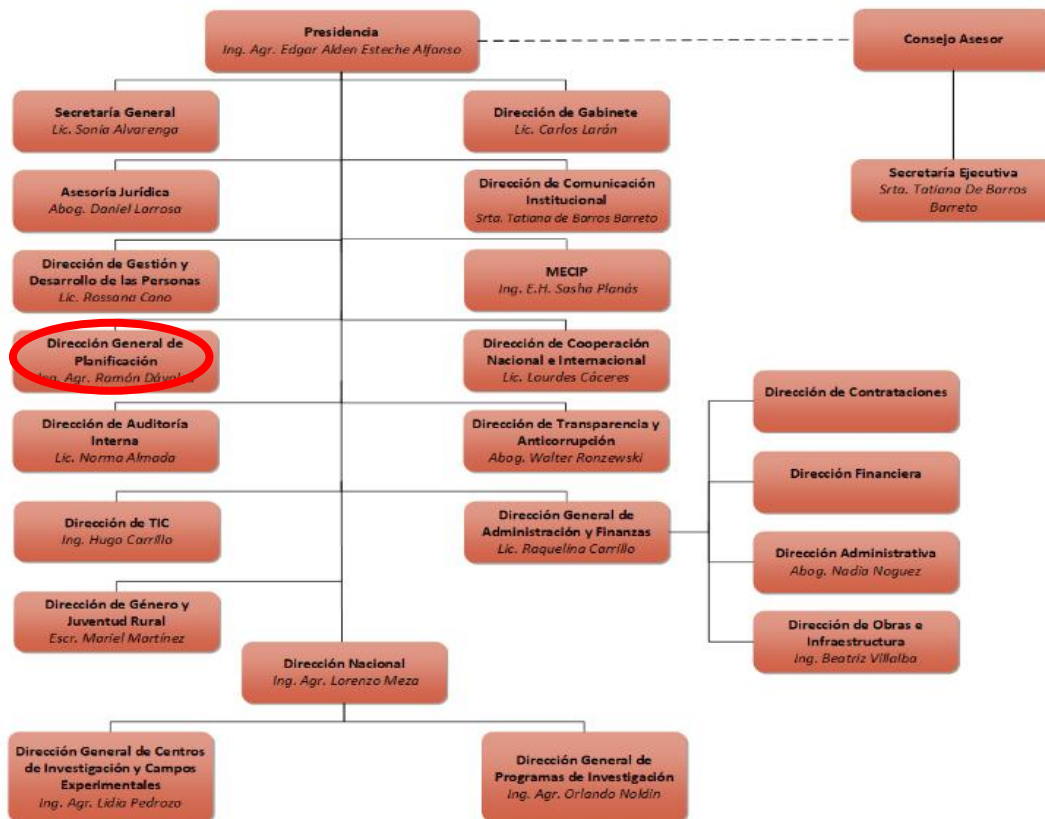 Presidencia
Ing. Agr. Edgar Alden Esteche Alfonso
Consejo Asesor
Secretaría General
Lic. Sonia Alvarenga
Dirección de Gabinete
Lic. Carlos Larán
Secretaría Ejecutiva
Srta. Tatiana De Barros
Barreto
Asesoría Jurídica
Abog. Daniel Larrosa
Dirección de Comunicación
Institucional
Srta. Tatiana de Barros Barreto
Dirección de Gestión y
Desarrollo de las Personas
Lic. Rossana Cano
MECIP
Ing. E.H. Sasha Planás
Dirección General de
Planificación
Ing. Agr. Ramón
Dirección de Cooperación
Nacional e Internacional
Lic. Lourdes Cáceres
Dirección de Contrataciones
Dirección de Auditoría
Interna
Lic. Norma Almada
Dirección de Transparencia y
Anticorrupción
Abog. Walter Ronzewski
Dirección Financiera
Dirección de TIC
Ing. Hugo Carrillo
Dirección General de
Administración y Finanzas
Lic. Raquelina Carrillo
Dirección Administrativa
Abog. Nadia Noguez
Dirección de Género y
Juventud Rural
Escr. Mariel Martínez
Dirección de Obras e
Infraestructura
Ing. Beatriz Villalba
Dirección Nacional
Ing. Agr. Lorenzo Meza
Dirección General de Centros
de Investigación y Campos
Experimentales
Ing. Agr. Lidia Pedrozo
Dirección General de
Programas de Investigación
Ing. Agr. Orlando Noldin